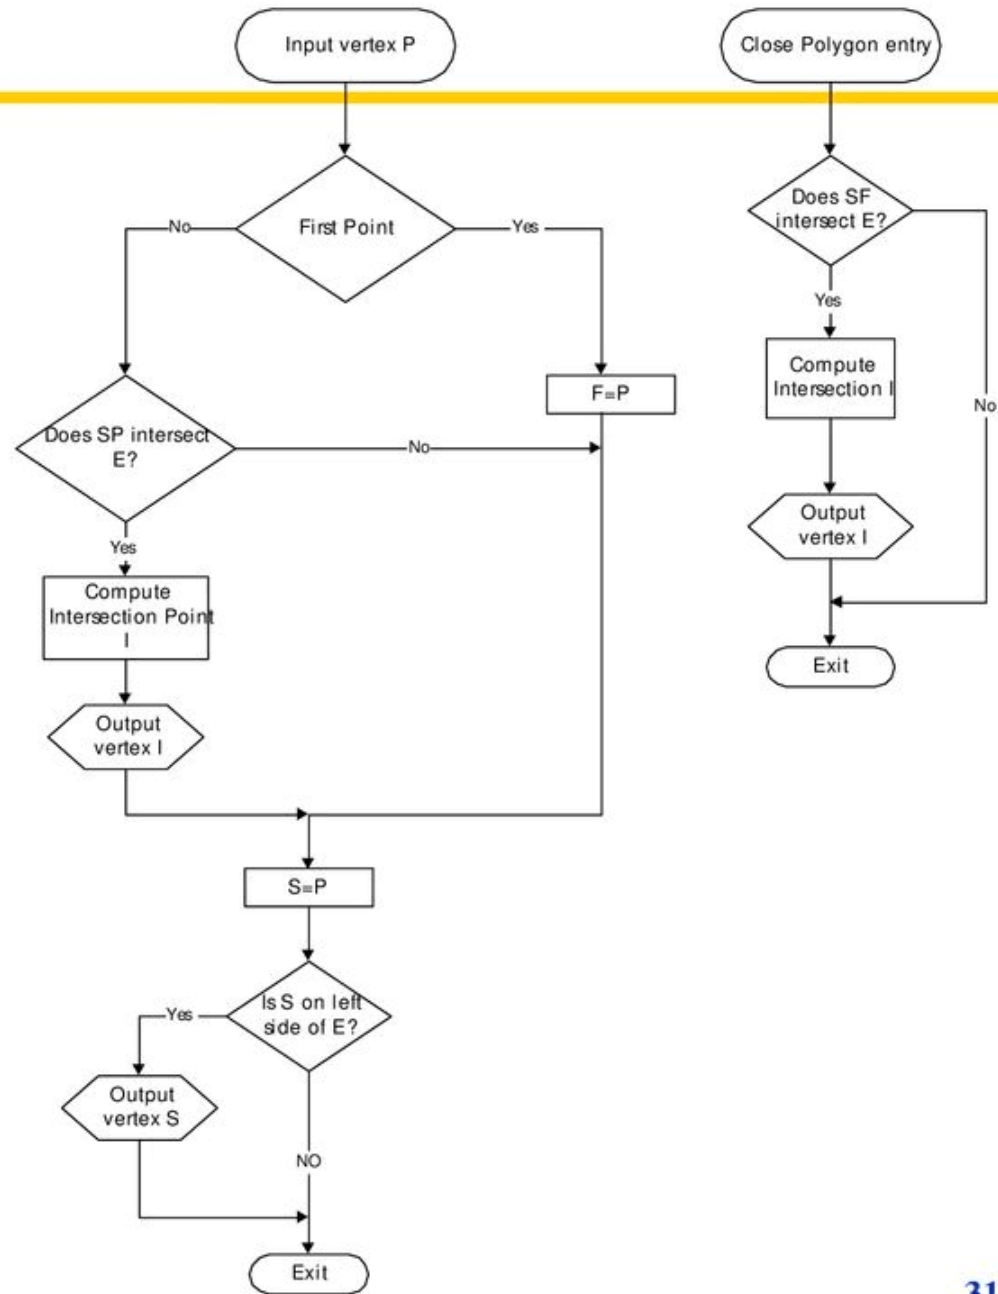 Input vertex P
Close Polygon entry
First Point
No
Yes
Does SF
intersect E?
Yes
No
Compute
Intersection I
F=P
Does SP intersect
E?
No
Yes
Output
vertex I
Compute
Intersection Point
I
Exit
Output
vertex I
S=P
Is S on left
side of E?
Yes
Output
vertex S
NO
Exit
31